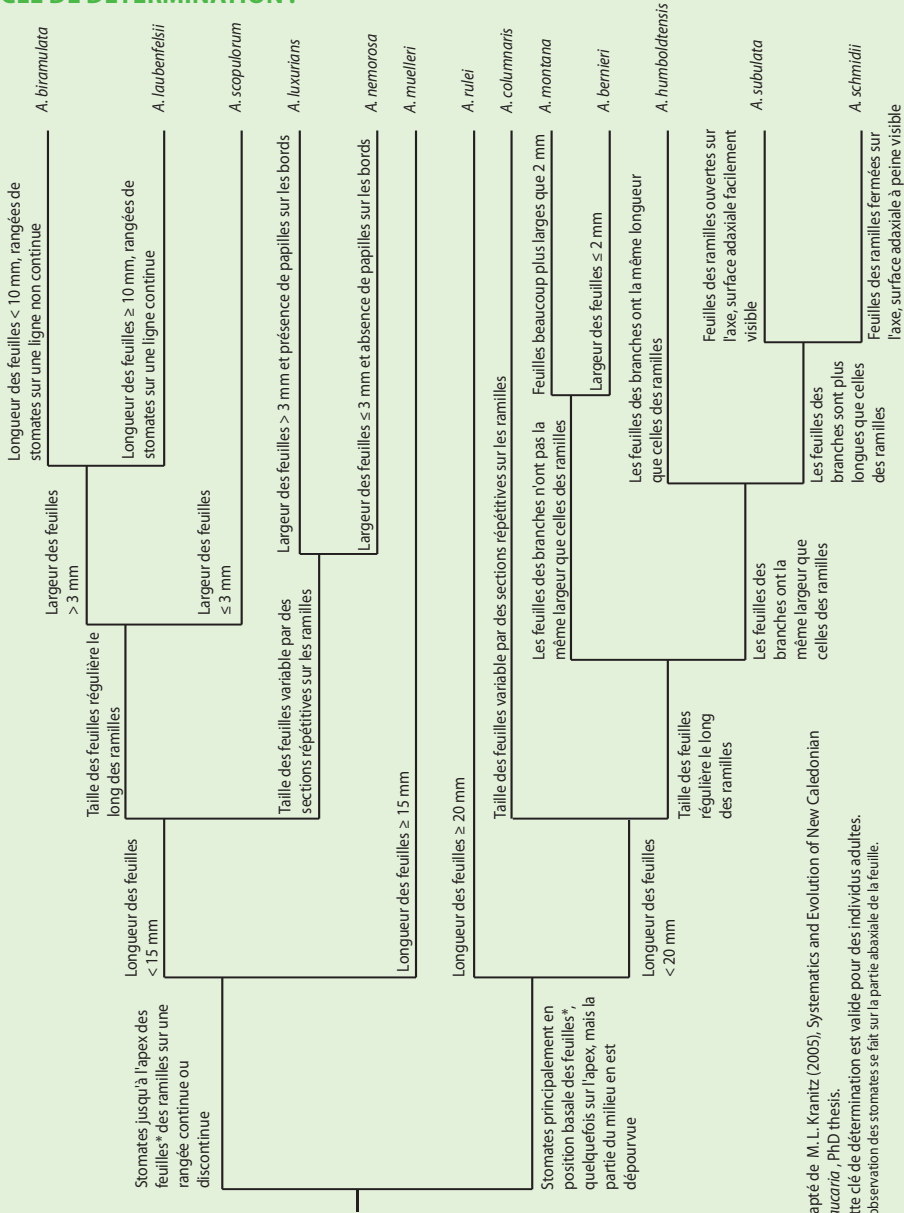 CLÉ DE DÉTERMINATION :
Stomates jusqu'à l'apex des
feuilles* des ramilles sur une
rangée continue ou
discontinue
Longueur des feuilles
< 15 mm
Taille des feuilles régulière le
long des ramilles
Largeur des feuilles
> 3 mm
Longueur des feuilles < 10 mm, rangées de
stomates sur une ligne non continue
A. biramulata
Longueur des feuilles ≥ 10 mm, rangées de
stomates sur une ligne continue
A. laubenfelsii
Largeur des feuilles
≤ 3 mm
A. scopulorum
Taille des feuilles variable par des
sections répétitives sur les ramilles
Largeur des feuilles > 3 mm et présence de papilles sur les bords
A. luxurians
Largeur des feuilles ≤ 3 mm et absence de papilles sur les bords
A. nemorosa
Longueur des feuilles ≥ 15 mm
A. muelleri
Stomates principalement en
position basale des feuilles*,
quelquefois sur l'apex, mais la
partie du milieu en est
dépourvue
Longueur des feuilles ≥ 20 mm
A. rulei
Longueur des feuilles
< 20 mm
Taille des feuilles variable par des sections répétitives sur les ramilles
A. columnaris
Taille des feuilles
régulière le long
des ramilles
Les feuilles des branches n'ont pas la
même largeur que celles des ramilles
Feuilles beaucoup plus larges que 2 mm
A. montana
Largeur des feuilles ≤ 2 mm
A. bernieri
Les feuilles des
branches ont la
même largeur que
celles des ramilles
Les feuilles des branches ont la même longueur
que celles des ramilles
A. humboldtensis
Les feuilles des
branches sont plus
longues que celles
des ramilles
Feuilles des ramilles ouvertes sur
l'axe, surface adaxiale facilement
visible
A. subulata
Feuilles des ramilles fermées sur
l'axe, surface adaxiale à peine visible
A. schmidii
apté de M. L. Kranitz (2005), Systematics and Evolution of New Caledonian
aucaria , PhD thesis.
tte clé de détermination est valide pour des individus adultes.
observation des stomates se fait sur la partie abaxiale de la feuille.